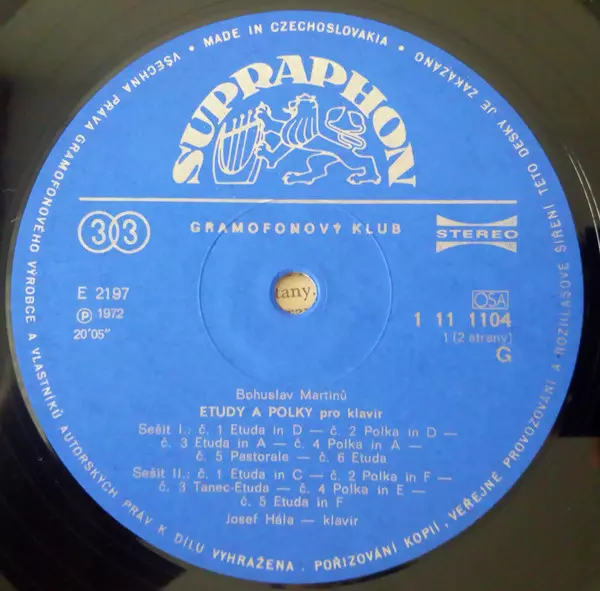 VŠECHNA PRÁVA GRAMOFONOVÉHO VÝROBCE A VLASTNÍKŮ AUTORSKÝCH PRÁV K DÍLU VYHRAŽENA. POŘIZOVÁNÍ KOPIÍ, VEŘEJNÉ PROVOZOVÁNÍ A ROZHLASOVÉ ŠÍŘENÍ TÉTO DESKY JE ZAKÁZÁNO
• MADE IN CZECHOSLOVAKIA •
SUPRAPHON
33
GRAMOFONOVÝ KLUB
STEREO
tany.
E 2197
Ⓟ 1972
20'05"
OSA
1 11 1104
1 (2 strany)
G
Bohuslav Martinů
ETUDY A POLKY pro klavír
Sešit I.: č. 1 Etuda in D — č. 2 Polka in D —
č. 3 Etuda in A — č. 4 Polka in A —
č. 5 Pastorale — č. 6 Etuda
Sešit II.: č. 1 Etuda in C — č. 2 Polka in F —
č. 3 Tanec-Etuda — č. 4 Polka in E —
č. 5 Etuda in F
Josef Hála — klavír